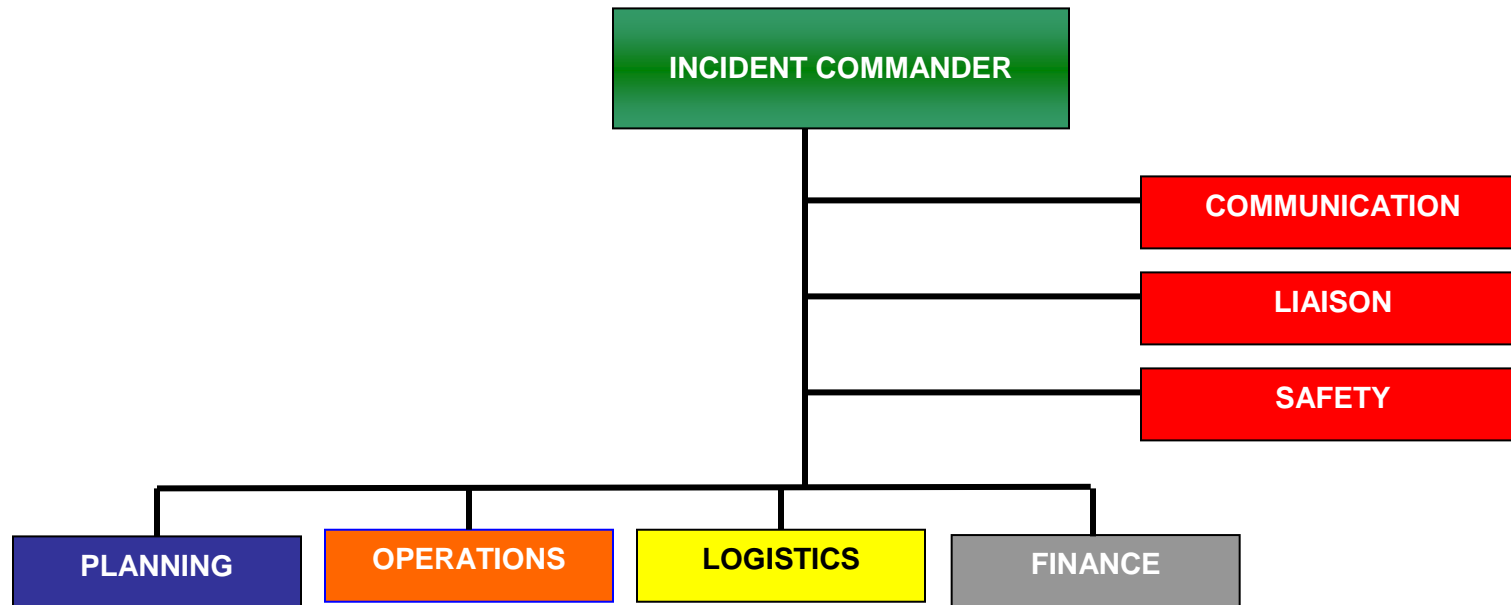 INCIDENT COMMANDER
COMMUNICATION
LIAISON
SAFETY
PLANNING
OPERATIONS
LOGISTICS
FINANCE